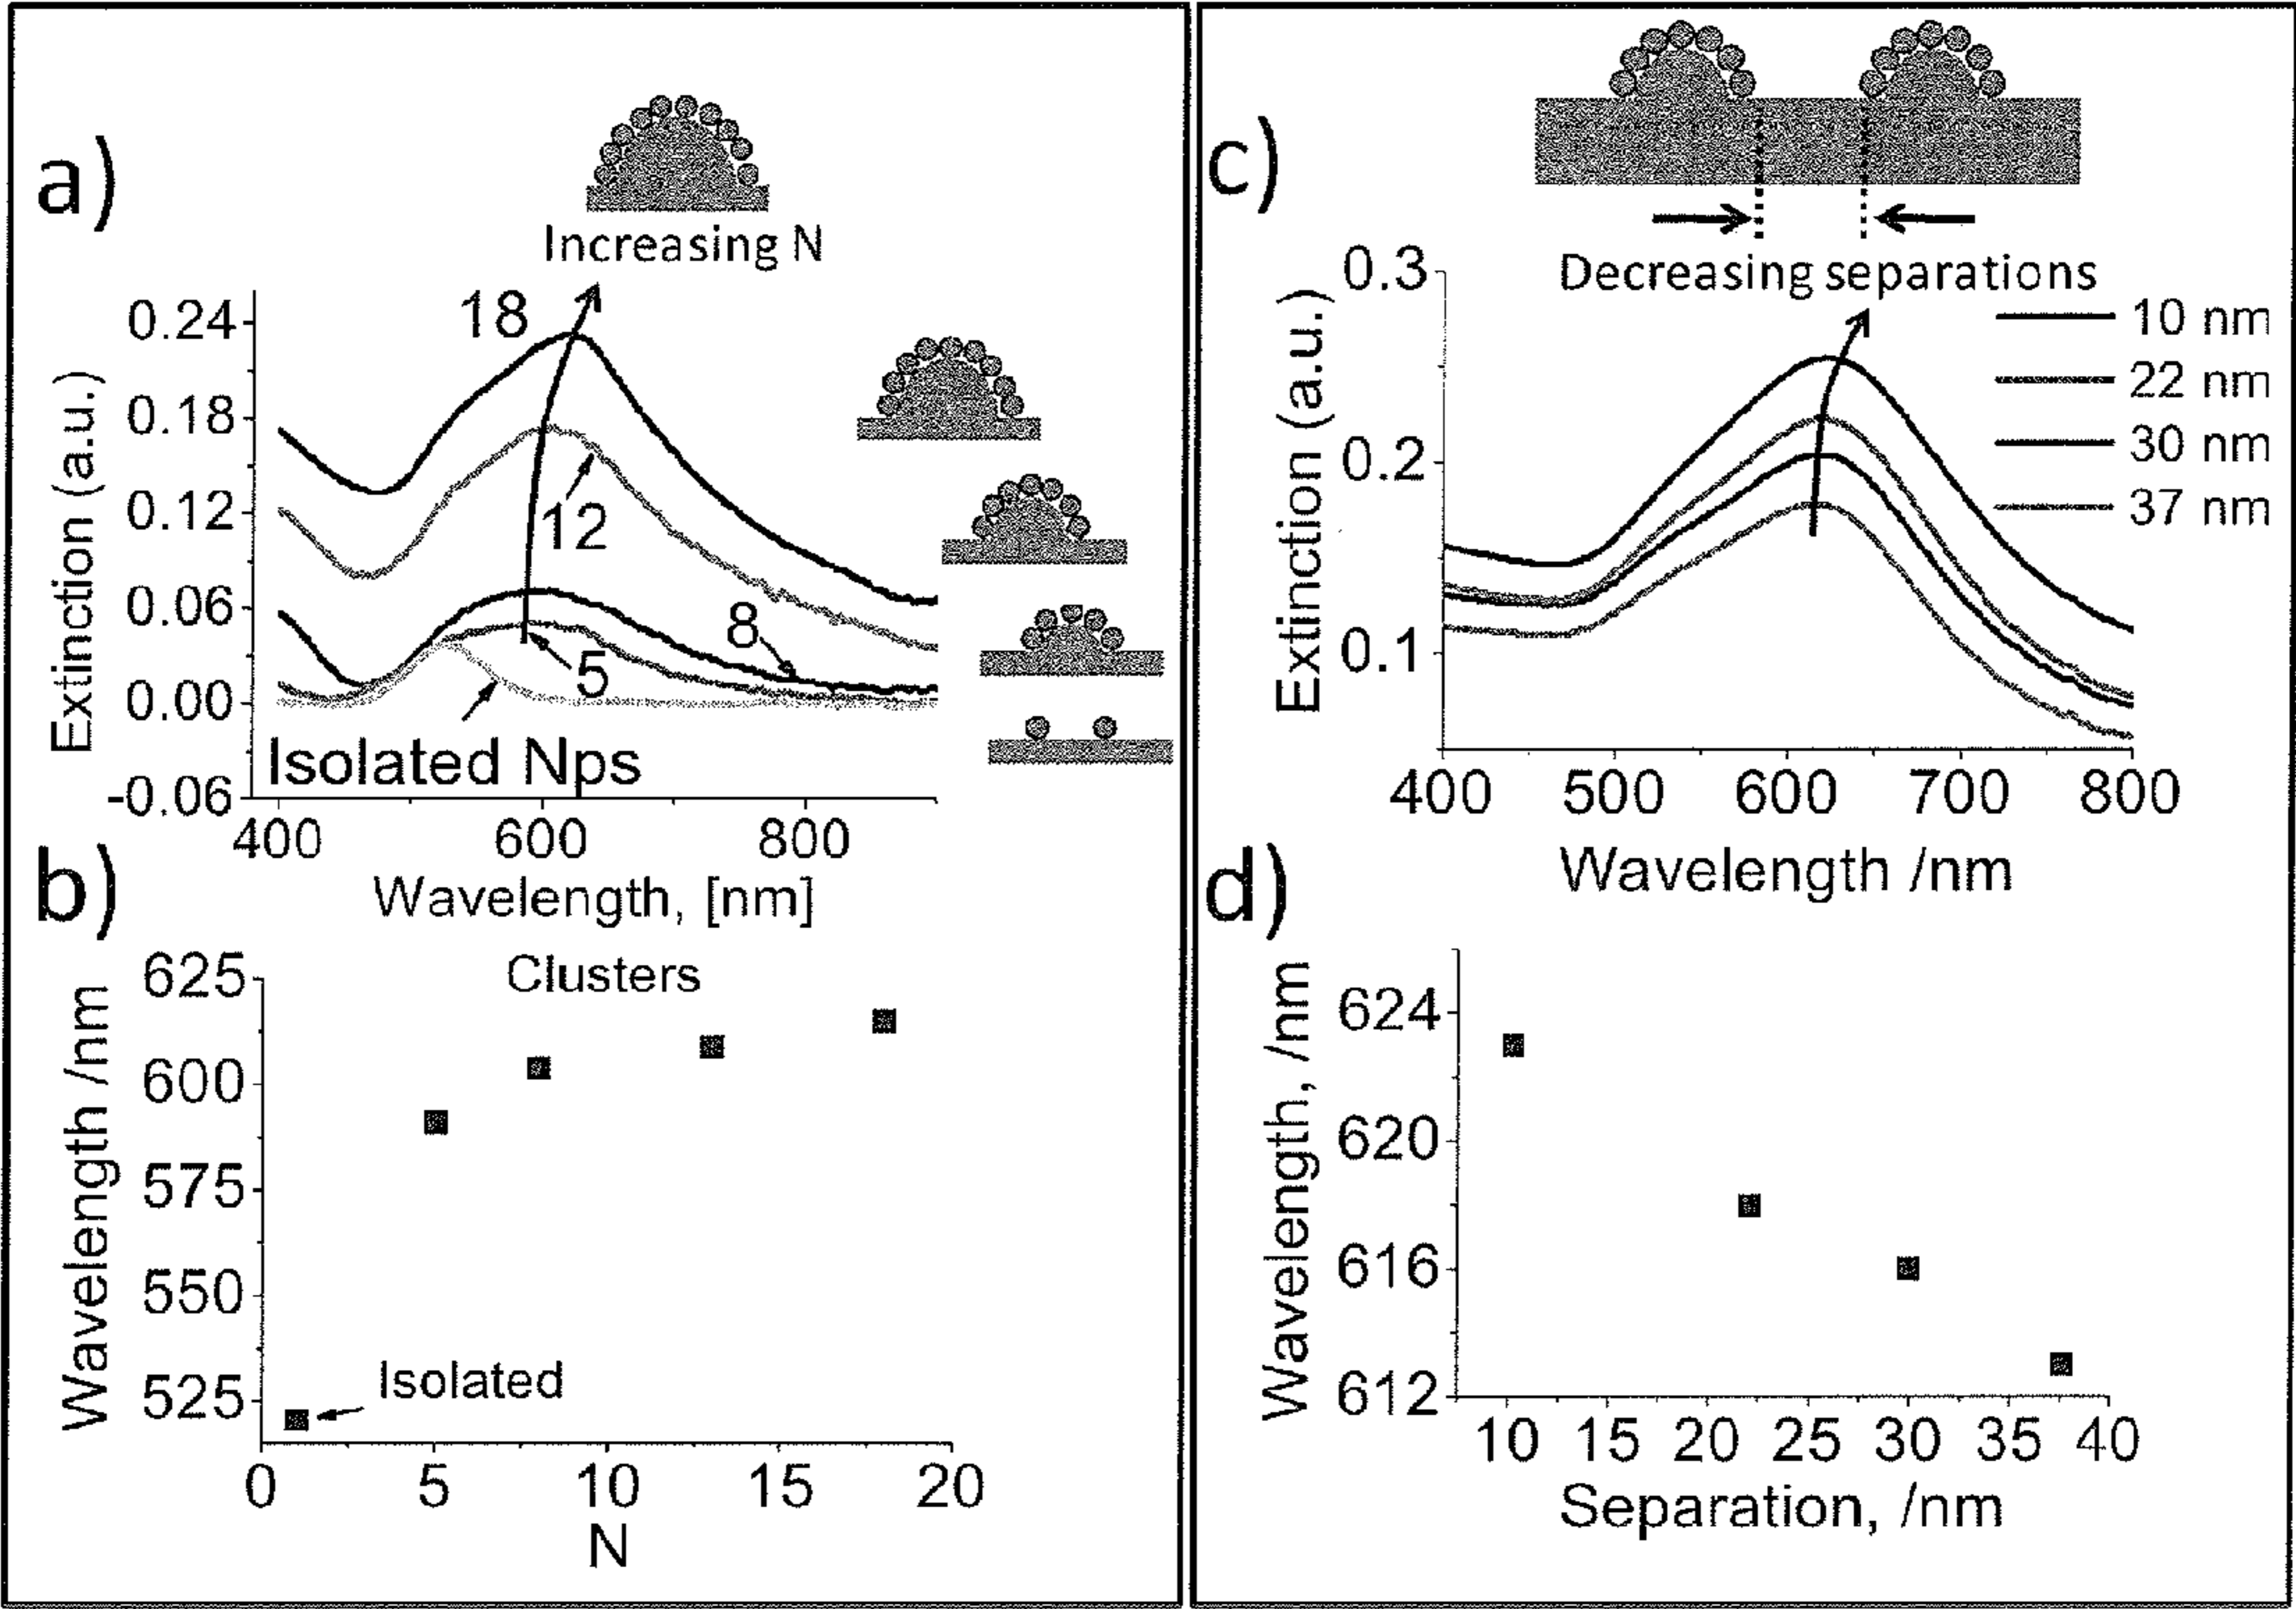 a)
Increasing N
18
0.24
0.18
0.12
0.06
0.00
-0.06
Extinction (a.u.)
12
8
5
Isolated Nps
400 600 800
Wavelength, [nm]
b)
Clusters
625
600
575
550
525
Wavelength /nm
Isolated
0 5 10 15 20
N
c)
Decreasing separations
0.3
0.2
0.1
Extinction (a.u.)
10 nm
22 nm
30 nm
37 nm
400 500 600 700 800
Wavelength /nm
d)
624
620
616
612
Wavelength, /nm
10 15 20 25 30 35 40
Separation, /nm